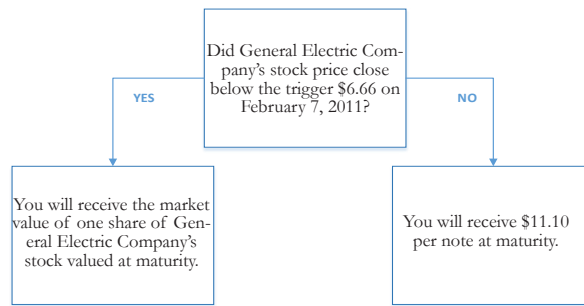 Did General Electric Com-
pany's stock price close
below the trigger $6.66 on
February 7, 2011?
YES
NO
You will receive the market
value of one share of Gen-
eral Electric Company's
stock valued at maturity.
You will receive $11.10
per note at maturity.